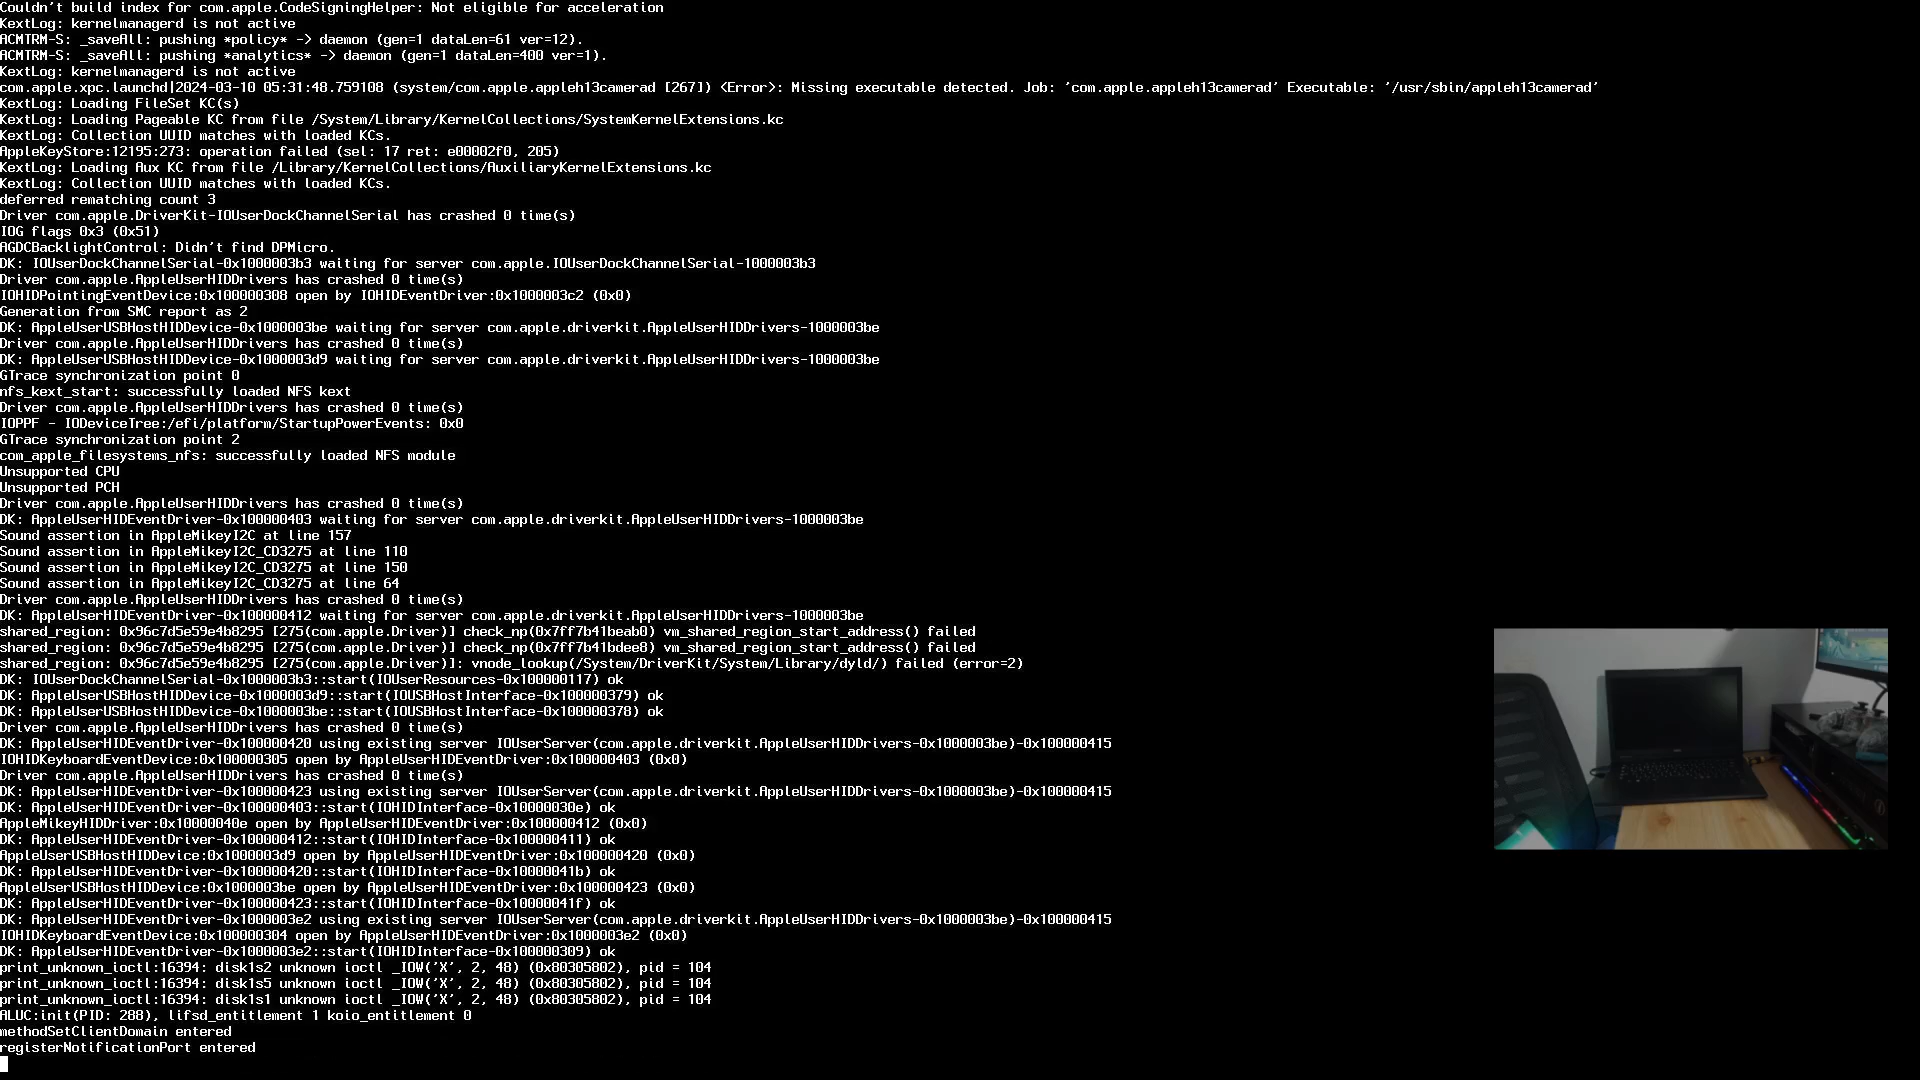 Couldn't build index for com.apple.CodeSigningHelper: Not eligible for acceleration
KextLog: kernelmanagerd is not active
ACMTRM-S: _saveAll: pushing *policy* -> daemon (gen=1 dataLen=61 ver=12).
ACMTRM-S: _saveAll: pushing *analytics* -> daemon (gen=1 dataLen=400 ver=1).
KextLog: kernelmanagerd is not active
com.apple.xpc.launchd|2024-03-10 05:31:48.759108 (system/com.apple.appleh13camerad [267]) <Error>: Missing executable detected. Job: 'com.apple.appleh13camerad' Executable: '/usr/sbin/appleh13camerad'
KextLog: Loading FileSet KC(s)
KextLog: Loading Pageable KC from file /System/Library/KernelCollections/SystemKernelExtensions.kc
KextLog: Collection UUID matches with loaded KCs.
AppleKeyStore:12195:273: operation failed (sel: 17 ret: e00002f0, 205)
KextLog: Loading Aux KC from file /Library/KernelCollections/AuxiliaryKernelExtensions.kc
KextLog: Collection UUID matches with loaded KCs.
deferred rematching count 3
Driver com.apple.DriverKit-IOUserDockChannelSerial has crashed 0 time(s)
IOG flags 0x3 (0x51)
AGDCBacklightControl: Didn't find DPMicro.
DK: IOUserDockChannelSerial-0x1000003b3 waiting for server com.apple.IOUserDockChannelSerial-1000003b3
Driver com.apple.AppleUserHIDDrivers has crashed 0 time(s)
IOHIDPointingEventDevice:0x100000308 open by IOHIDEventDriver:0x1000003c2 (0x0)
Generation from SMC report as 2
DK: AppleUserUSBHostHIDDevice-0x1000003be waiting for server com.apple.driverkit.AppleUserHIDDrivers-1000003be
Driver com.apple.AppleUserHIDDrivers has crashed 0 time(s)
DK: AppleUserUSBHostHIDDevice-0x1000003d9 waiting for server com.apple.driverkit.AppleUserHIDDrivers-1000003be
GTrace synchronization point 0
nfs_kext_start: successfully loaded NFS kext
Driver com.apple.AppleUserHIDDrivers has crashed 0 time(s)
IOPPF - IODeviceTree:/efi/platform/StartupPowerEvents: 0x0
GTrace synchronization point 2
com_apple_filesystems_nfs: successfully loaded NFS module
Unsupported CPU
Unsupported PCH
Driver com.apple.AppleUserHIDDrivers has crashed 0 time(s)
DK: AppleUserHIDEventDriver-0x100000403 waiting for server com.apple.driverkit.AppleUserHIDDrivers-1000003be
Sound assertion in AppleMikeyI2C at line 157
Sound assertion in AppleMikeyI2C_CD3275 at line 110
Sound assertion in AppleMikeyI2C_CD3275 at line 150
Sound assertion in AppleMikeyI2C_CD3275 at line 64
Driver com.apple.AppleUserHIDDrivers has crashed 0 time(s)
DK: AppleUserHIDEventDriver-0x100000412 waiting for server com.apple.driverkit.AppleUserHIDDrivers-1000003be
shared_region: 0x96c7d5e59e4b8295 [275(com.apple.Driver)] check_np(0x7ff7b41beab0) vm_shared_region_start_address() failed
shared_region: 0x96c7d5e59e4b8295 [275(com.apple.Driver)] check_np(0x7ff7b41bdee8) vm_shared_region_start_address() failed
shared_region: 0x96c7d5e59e4b8295 [275(com.apple.Driver)]: vnode_lookup(/System/DriverKit/System/Library/dyld/) failed (error=2)
DK: IOUserDockChannelSerial-0x1000003b3::start(IOUserResources-0x100000117) ok
DK: AppleUserUSBHostHIDDevice-0x1000003d9::start(IOUSBHostInterface-0x100000379) ok
DK: AppleUserUSBHostHIDDevice-0x1000003be::start(IOUSBHostInterface-0x100000378) ok
Driver com.apple.AppleUserHIDDrivers has crashed 0 time(s)
DK: AppleUserHIDEventDriver-0x100000420 using existing server IOUserServer(com.apple.driverkit.AppleUserHIDDrivers-0x1000003be)-0x100000415
IOHIDKeyboardEventDevice:0x100000305 open by AppleUserHIDEventDriver:0x100000403 (0x0)
Driver com.apple.AppleUserHIDDrivers has crashed 0 time(s)
DK: AppleUserHIDEventDriver-0x100000423 using existing server IOUserServer(com.apple.driverkit.AppleUserHIDDrivers-0x1000003be)-0x100000415
DK: AppleUserHIDEventDriver-0x100000403::start(IOHIDInterface-0x10000030e) ok
AppleMikeyHIDDriver:0x10000040e open by AppleUserHIDEventDriver:0x100000412 (0x0)
DK: AppleUserHIDEventDriver-0x100000412::start(IOHIDInterface-0x100000411) ok
AppleUserUSBHostHIDDevice:0x1000003d9 open by AppleUserHIDEventDriver:0x100000420 (0x0)
DK: AppleUserHIDEventDriver-0x100000420::start(IOHIDInterface-0x10000041b) ok
AppleUserUSBHostHIDDevice:0x1000003be open by AppleUserHIDEventDriver:0x100000423 (0x0)
DK: AppleUserHIDEventDriver-0x100000423::start(IOHIDInterface-0x10000041f) ok
DK: AppleUserHIDEventDriver-0x1000003e2 using existing server IOUserServer(com.apple.driverkit.AppleUserHIDDrivers-0x1000003be)-0x100000415
IOHIDKeyboardEventDevice:0x100000304 open by AppleUserHIDEventDriver:0x1000003e2 (0x0)
DK: AppleUserHIDEventDriver-0x1000003e2::start(IOHIDInterface-0x100000309) ok
print_unknown_ioctl:16394: disk1s2 unknown ioctl _IOW('X', 2, 48) (0x80305802), pid = 104
print_unknown_ioctl:16394: disk1s5 unknown ioctl _IOW('X', 2, 48) (0x80305802), pid = 104
print_unknown_ioctl:16394: disk1s1 unknown ioctl _IOW('X', 2, 48) (0x80305802), pid = 104
ALUC:init(PID: 288), lifsd_entitlement 1 koio_entitlement 0
methodSetClientDomain entered
registerNotificationPort entered